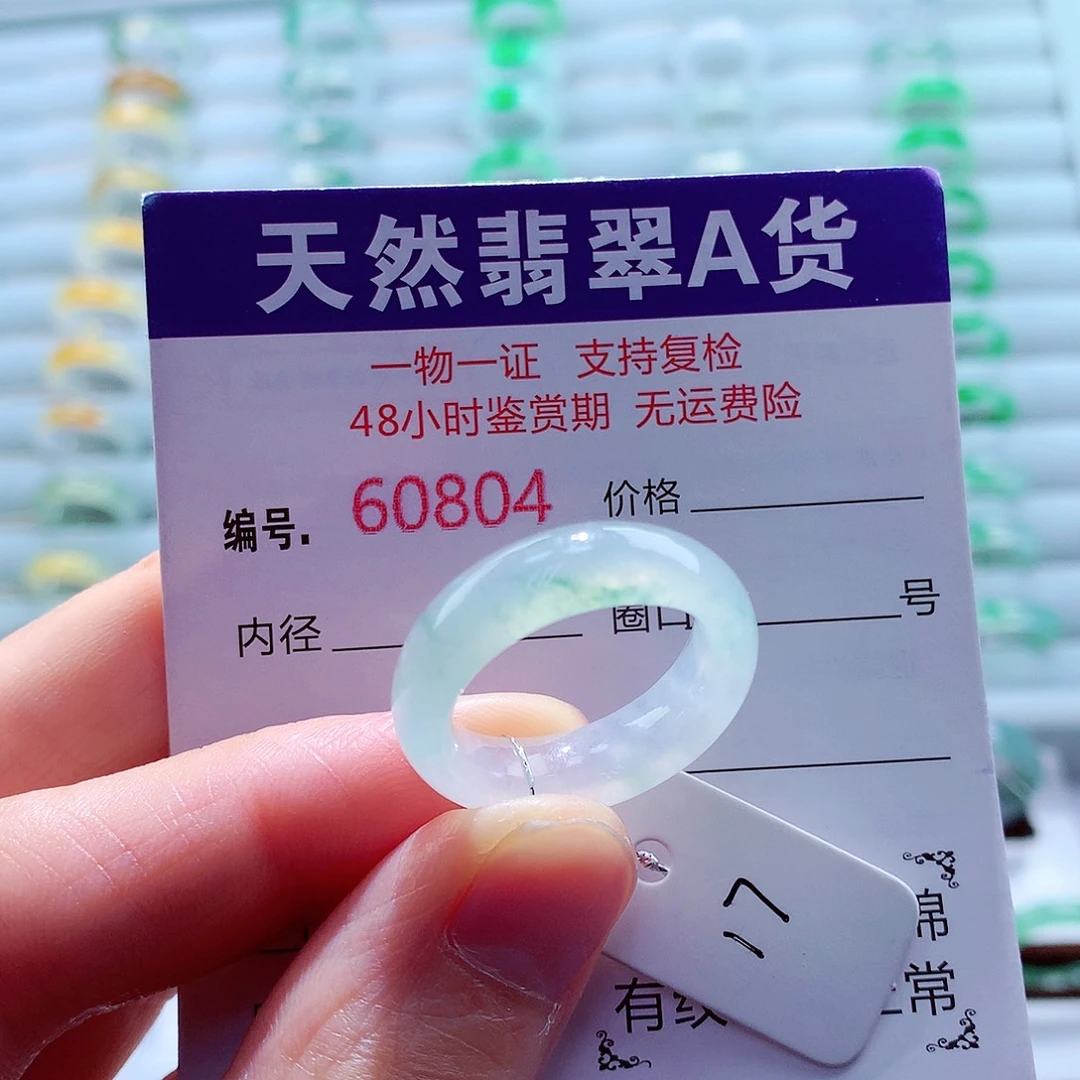 天然翡翠A货
一物一证 支持复检
48小时鉴赏期 无运费险
编号. 60804 价格
内径 圈口 号
17
棉
有纹 常